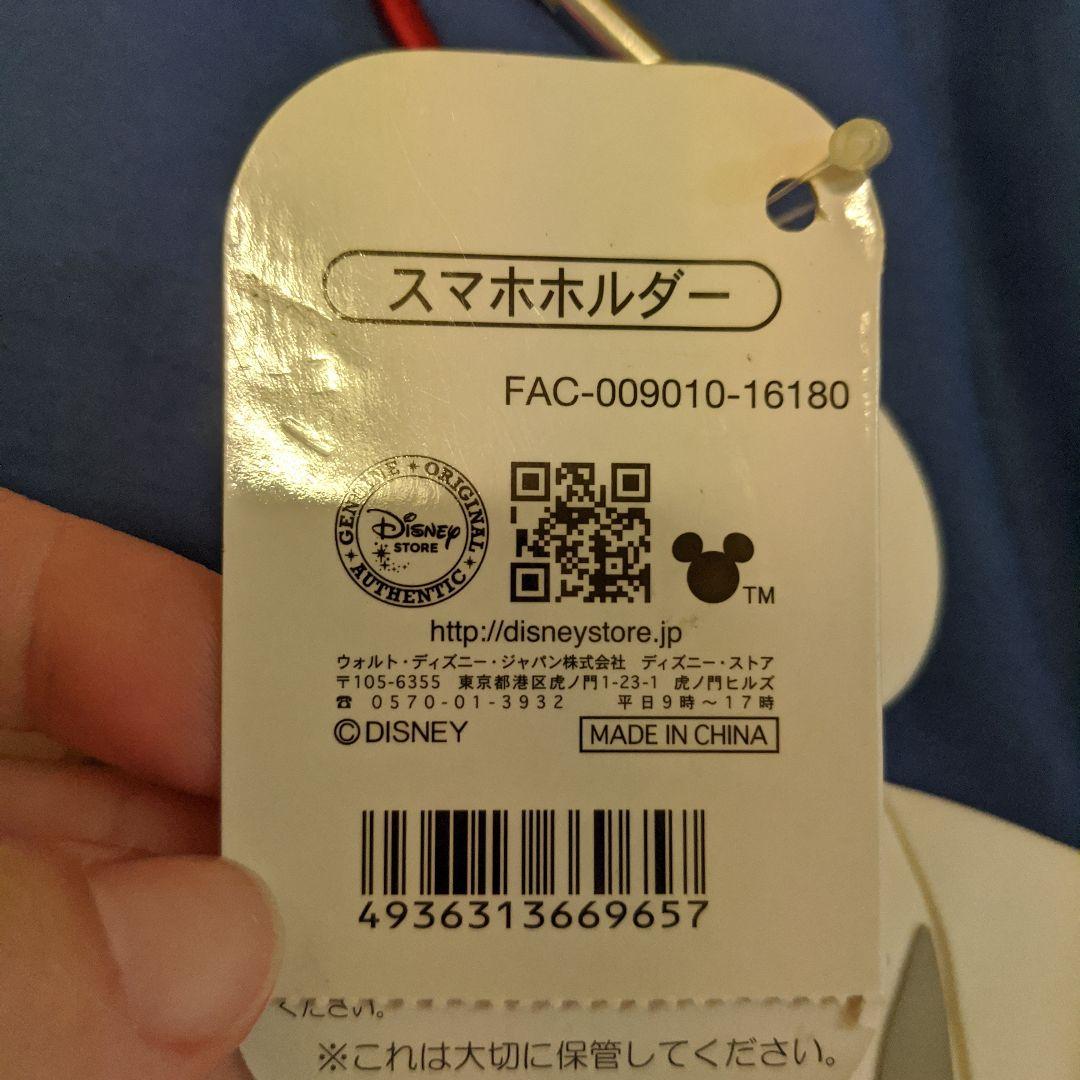 スマホホルダー
FAC-009010-16180
GENUINE ORIGINAL
Disney
STORE
AUTHENTIC
TM
http://disneystore.jp
ウォルト・ディズニー・ジャパン株式会社 ディズニー・ストア
〒105-6355 東京都港区虎ノ門1-23-1 虎ノ門ヒルズ
☎ 0570-01-3932 平日9時～17時
©DISNEY MADE IN CHINA
4936313669657
ください。
※これは大切に保管してください。